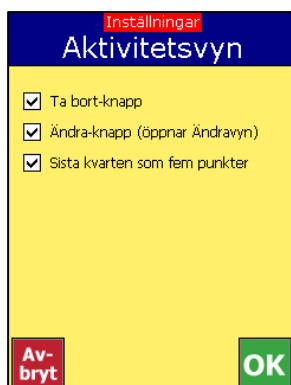 Inställningar
Aktivitetsvyn
Ta bort-knapp
Ändra-knapp (öppnar Ändravyn)
Sista kvarten som fem punkter
Av-
bryt
OK